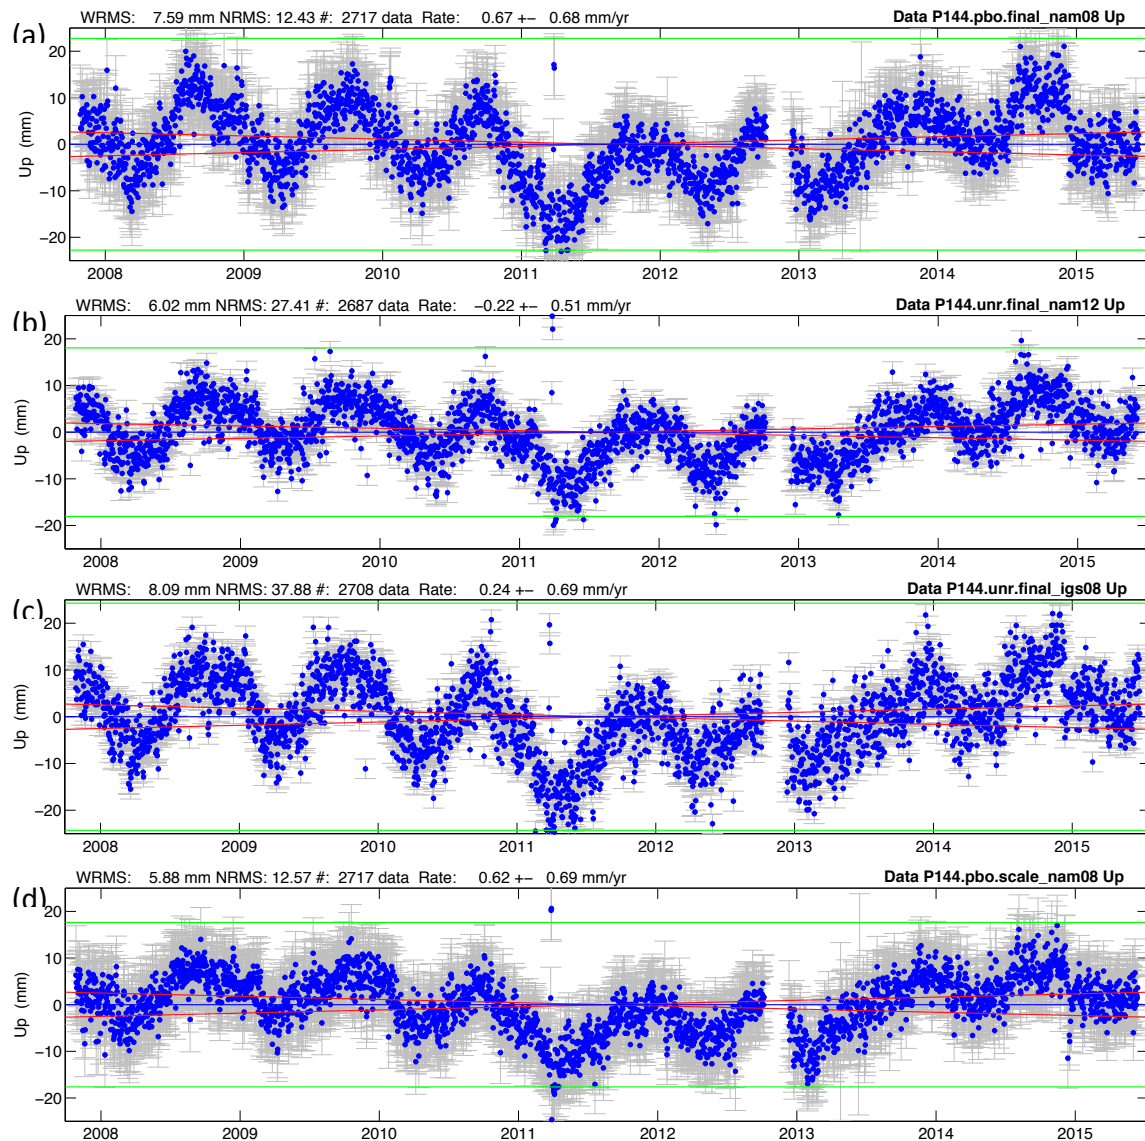 (a) WRMS: 7.59 mm NRMS: 12.43 #: 2717 data Rate: 0.67 +− 0.68 mm/yr Data P144.pbo.final_nam08 Up
20
10
0
−10
−20
Up (mm)
2008 2009 2010 2011 2012 2013 2014 2015
(b) WRMS: 6.02 mm NRMS: 27.41 #: 2687 data Rate: −0.22 +− 0.51 mm/yr Data P144.unr.final_nam12 Up
20
10
0
−10
−20
Up (mm)
2008 2009 2010 2011 2012 2013 2014 2015
(c) WRMS: 8.09 mm NRMS: 37.88 #: 2708 data Rate: 0.24 +− 0.69 mm/yr Data P144.unr.final_igs08 Up
20
10
0
−10
−20
Up (mm)
2008 2009 2010 2011 2012 2013 2014 2015
(d) WRMS: 5.88 mm NRMS: 12.57 #: 2717 data Rate: 0.62 +− 0.69 mm/yr Data P144.pbo.scale_nam08 Up
20
10
0
−10
−20
Up (mm)
2008 2009 2010 2011 2012 2013 2014 2015